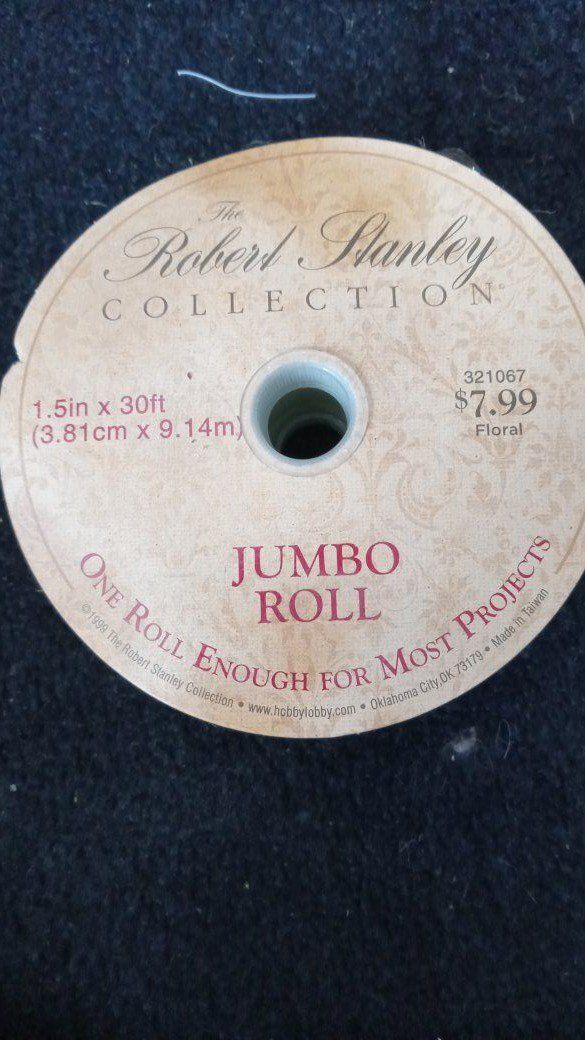 The
Robert Stanley
COLLECTION
1.5in x 30ft
(3.81cm x 9.14m)
321067
$7.99
Floral
JUMBO
ROLL
ONE ROLL ENOUGH FOR MOST PROJECTS
©1998 The Robert Stanley Collection • www.hobbylobby.com • Oklahoma City, OK 73179 • Made in Taiwan